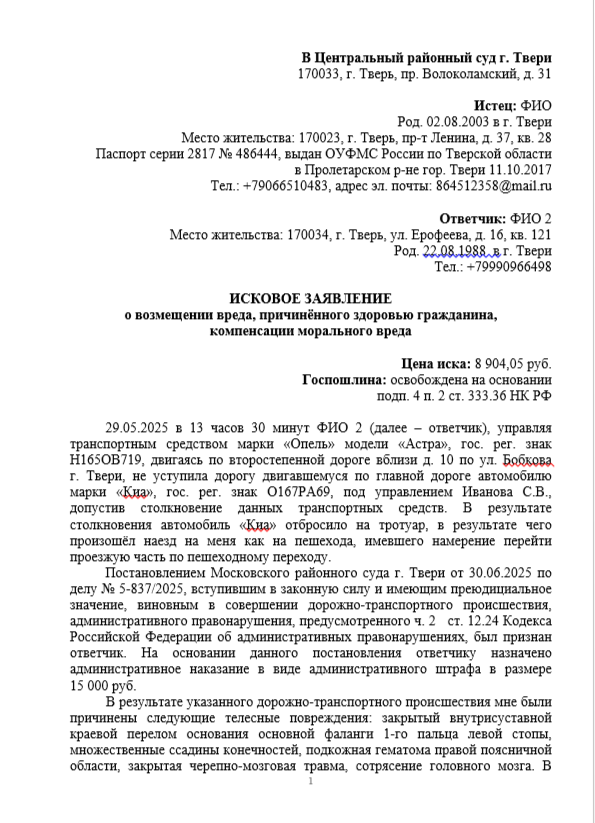 В Центральный районный суд г. Твери
170033, г. Тверь, пр. Волоколамский, д. 31
Истец: ФИО
Род. 02.08.2003 в г. Твери
Место жительства: 170023, г. Тверь, пр-т Ленина, д. 37, кв. 28
Паспорт серии 2817 № 486444, выдан ОУФМС России по Тверской области
в Пролетарском р-не гор. Твери 11.10.2017
Тел.: +79066510483, адрес эл. почты: 864512358@mail.ru
Ответчик: ФИО 2
Место жительства: 170034, г. Тверь, ул. Ерофеева, д. 16, кв. 121
Род. 22.08.1988 в г. Твери
Тел.: +79990966498
ИСКОВОЕ ЗАЯВЛЕНИЕ
о возмещении вреда, причинённого здоровью гражданина,
компенсации морального вреда
Цена иска: 8 904,05 руб.
Госпошлина: освобождена на основании
подп. 4 п. 2 ст. 333.36 НК РФ
29.05.2025 в 13 часов 30 минут ФИО 2 (далее – ответчик), управляя
транспортным средством марки «Опель» модели «Астра», гос. рег. знак
Н165ОВ719, двигаясь по второстепенной дороге вблизи д. 10 по ул. Бобкова
г. Твери, не уступила дорогу двигавшемуся по главной дороге автомобилю
марки «Киа», гос. рег. знак О167РА69, под управлением Иванова С.В.,
допустив столкновение данных транспортных средств. В результате
столкновения автомобиль «Киа» отбросило на тротуар, в результате чего
произошёл наезд на меня как на пешехода, имевшего намерение перейти
проезжую часть по пешеходному переходу.
Постановлением Московского районного суда г. Твери от 30.06.2025 по
делу № 5-837/2025, вступившим в законную силу и имеющим преюдициальное
значение, виновным в совершении дорожно-транспортного происшествия,
административного правонарушения, предусмотренного ч. 2 ст. 12.24 Кодекса
Российской Федерации об административных правонарушениях, был признан
ответчик. На основании данного постановления ответчику назначено
административное наказание в виде административного штрафа в размере
15 000 руб.
В результате указанного дорожно-транспортного происшествия мне были
причинены следующие телесные повреждения: закрытый внутрисуставной
краевой перелом основания основной фаланги 1-го пальца левой стопы,
множественные ссадины конечностей, подкожная гематома правой поясничной
области, закрытая черепно-мозговая травма, сотрясение головного мозга. В
1